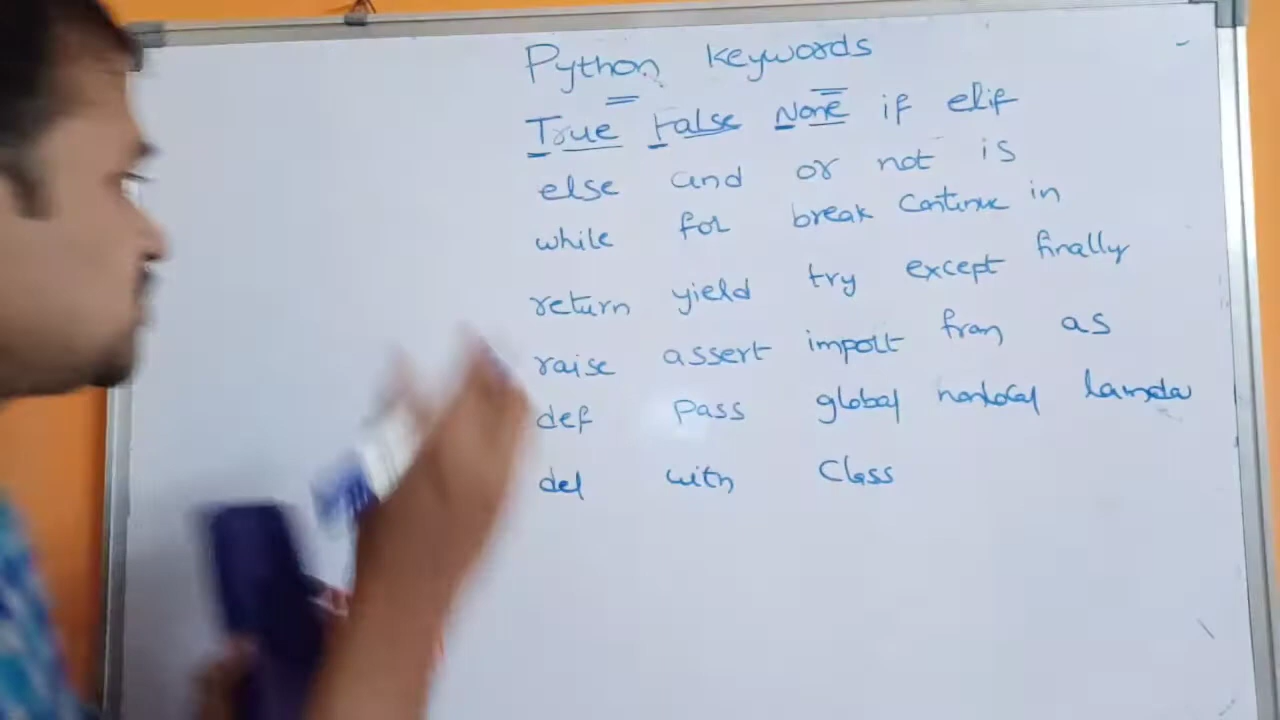 Python keywords
True False None if elif
else and or not is
while for break continue in
return yield try except finally
raise assert import from as
def pass global nonlocal lamda
del with class